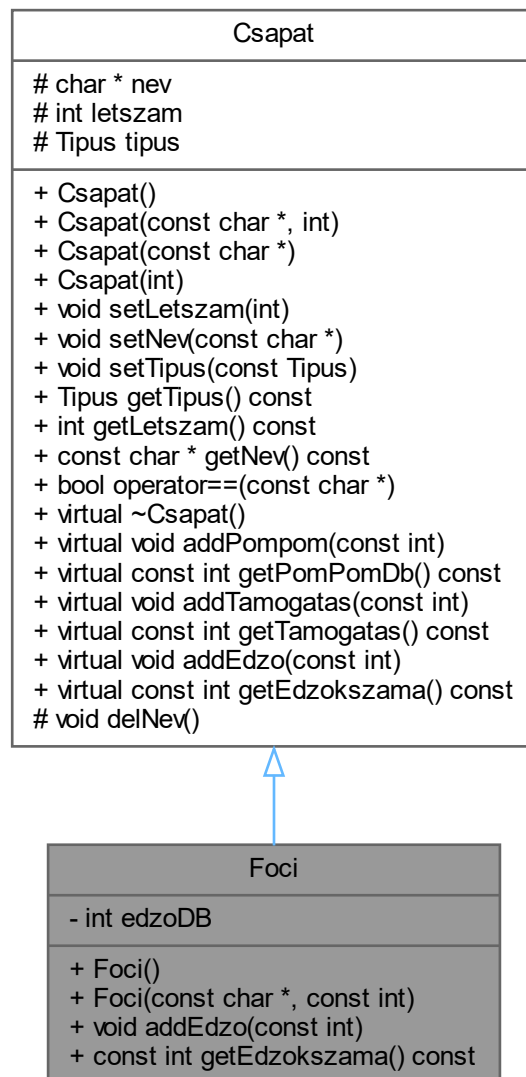 Csapat
# char * nev
# int letszam
# Tipus tipus
+ Csapat()
+ Csapat(const char *, int)
+ Csapat(const char *)
+ Csapat(int)
+ void setLetszam(int)
+ void setNev(const char *)
+ void setTipus(const Tipus)
+ Tipus getTipus() const
+ int getLetszam() const
+ const char * getNev() const
+ bool operator==(const char *)
+ virtual ~Csapat()
+ virtual void addPompom(const int)
+ virtual const int getPomPomDb() const
+ virtual void addTamogatas(const int)
+ virtual const int getTamogatas() const
+ virtual void addEdzo(const int)
+ virtual const int getEdzokszama() const
# void delNev()
Foci
- int edzoDB
+ Foci()
+ Foci(const char *, const int)
+ void addEdzo(const int)
+ const int getEdzokszama() const